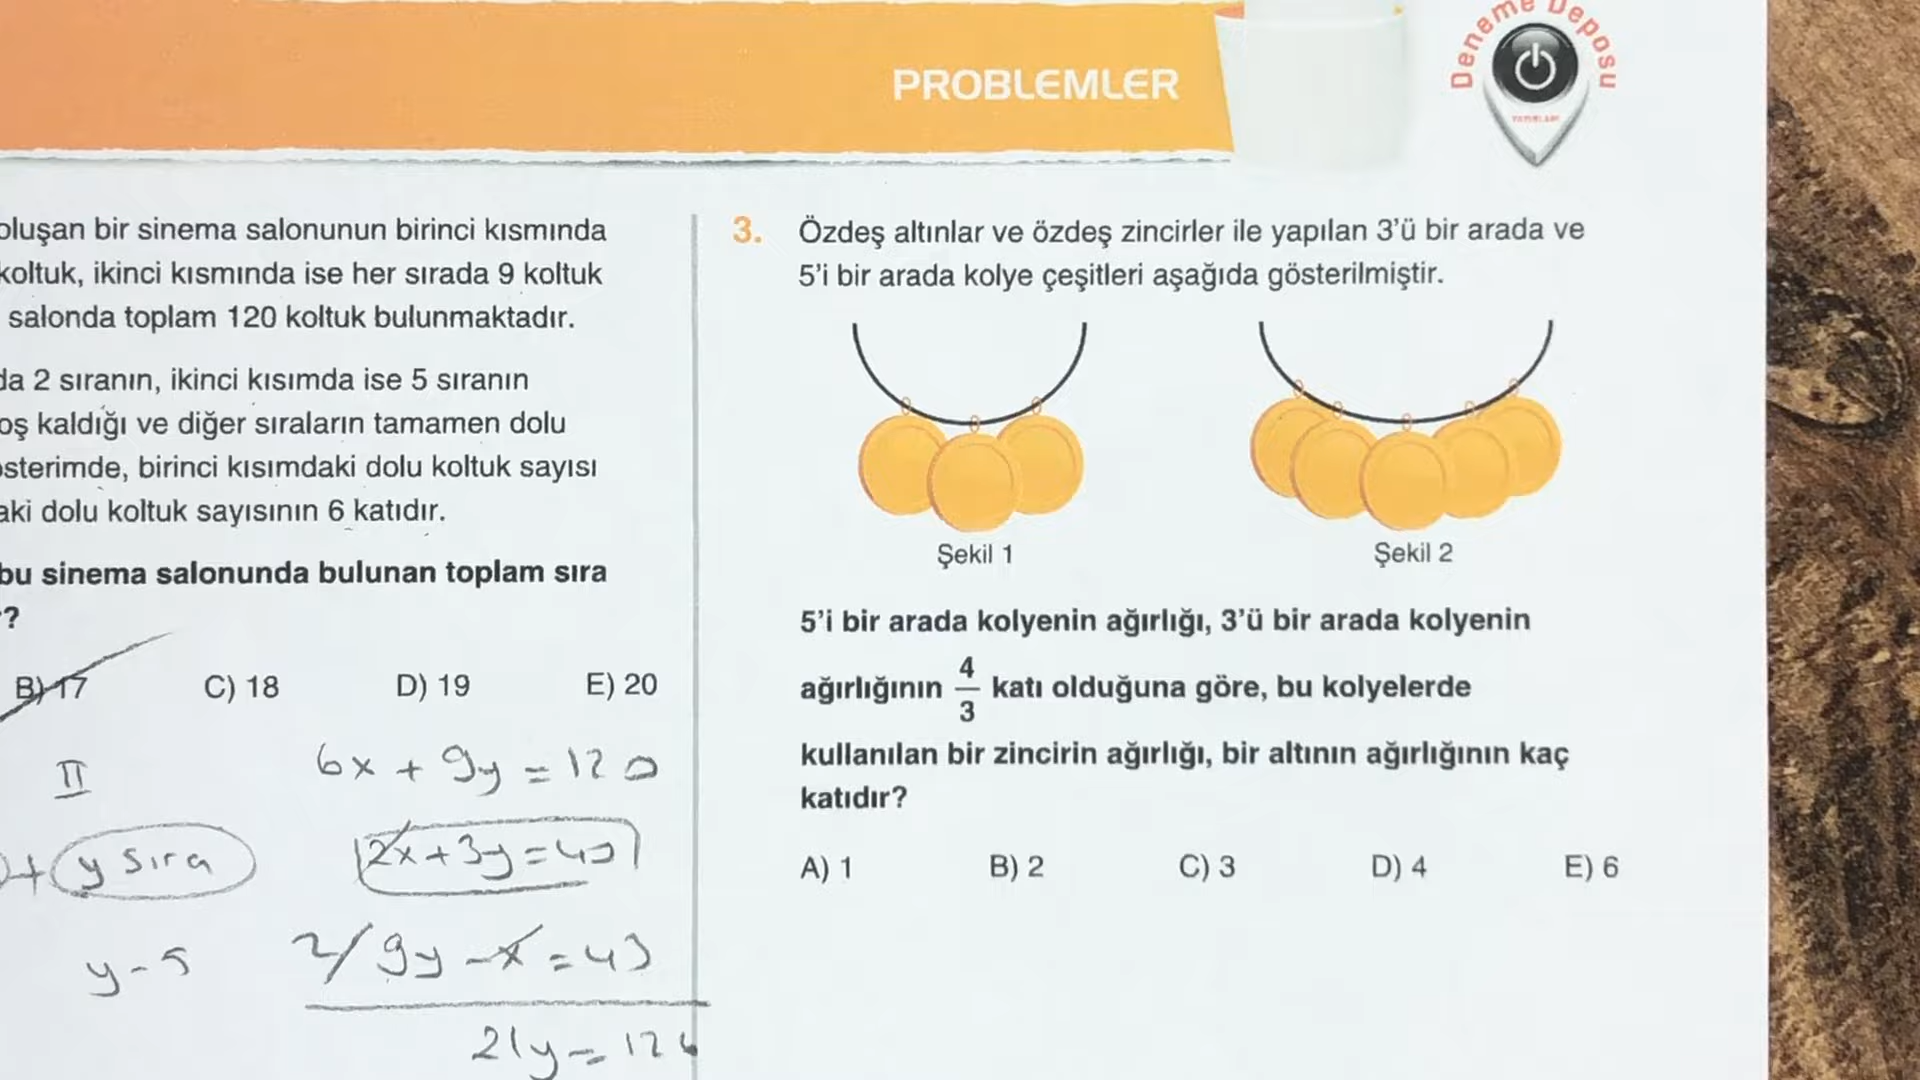 PROBLEMLER
Deneme Deposu
YAYINLARI
oluşan bir sinema salonunun birinci kısmında
koltuk, ikinci kısmında ise her sırada 9 koltuk
salonda toplam 120 koltuk bulunmaktadır.
da 2 sıranın, ikinci kısımda ise 5 sıranın
oş kaldığı ve diğer sıraların tamamen dolu
österimde, birinci kısımdaki dolu koltuk sayısı
aki dolu koltuk sayısının 6 katıdır.
bu sinema salonunda bulunan toplam sıra
?
B) 17 C) 18 D) 19 E) 20
II
6x + 9y = 120
2x+3y=40
+ y sıra
y-5
2/ 9y - x = 43
21y = 126
3. Özdeş altınlar ve özdeş zincirler ile yapılan 3'ü bir arada ve
5'i bir arada kolye çeşitleri aşağıda gösterilmiştir.
Şekil 1 Şekil 2
5'i bir arada kolyenin ağırlığı, 3'ü bir arada kolyenin
ağırlığının 4/3 katı olduğuna göre, bu kolyelerde
kullanılan bir zincirin ağırlığı, bir altının ağırlığının kaç
katıdır?
A) 1 B) 2 C) 3 D) 4 E) 6